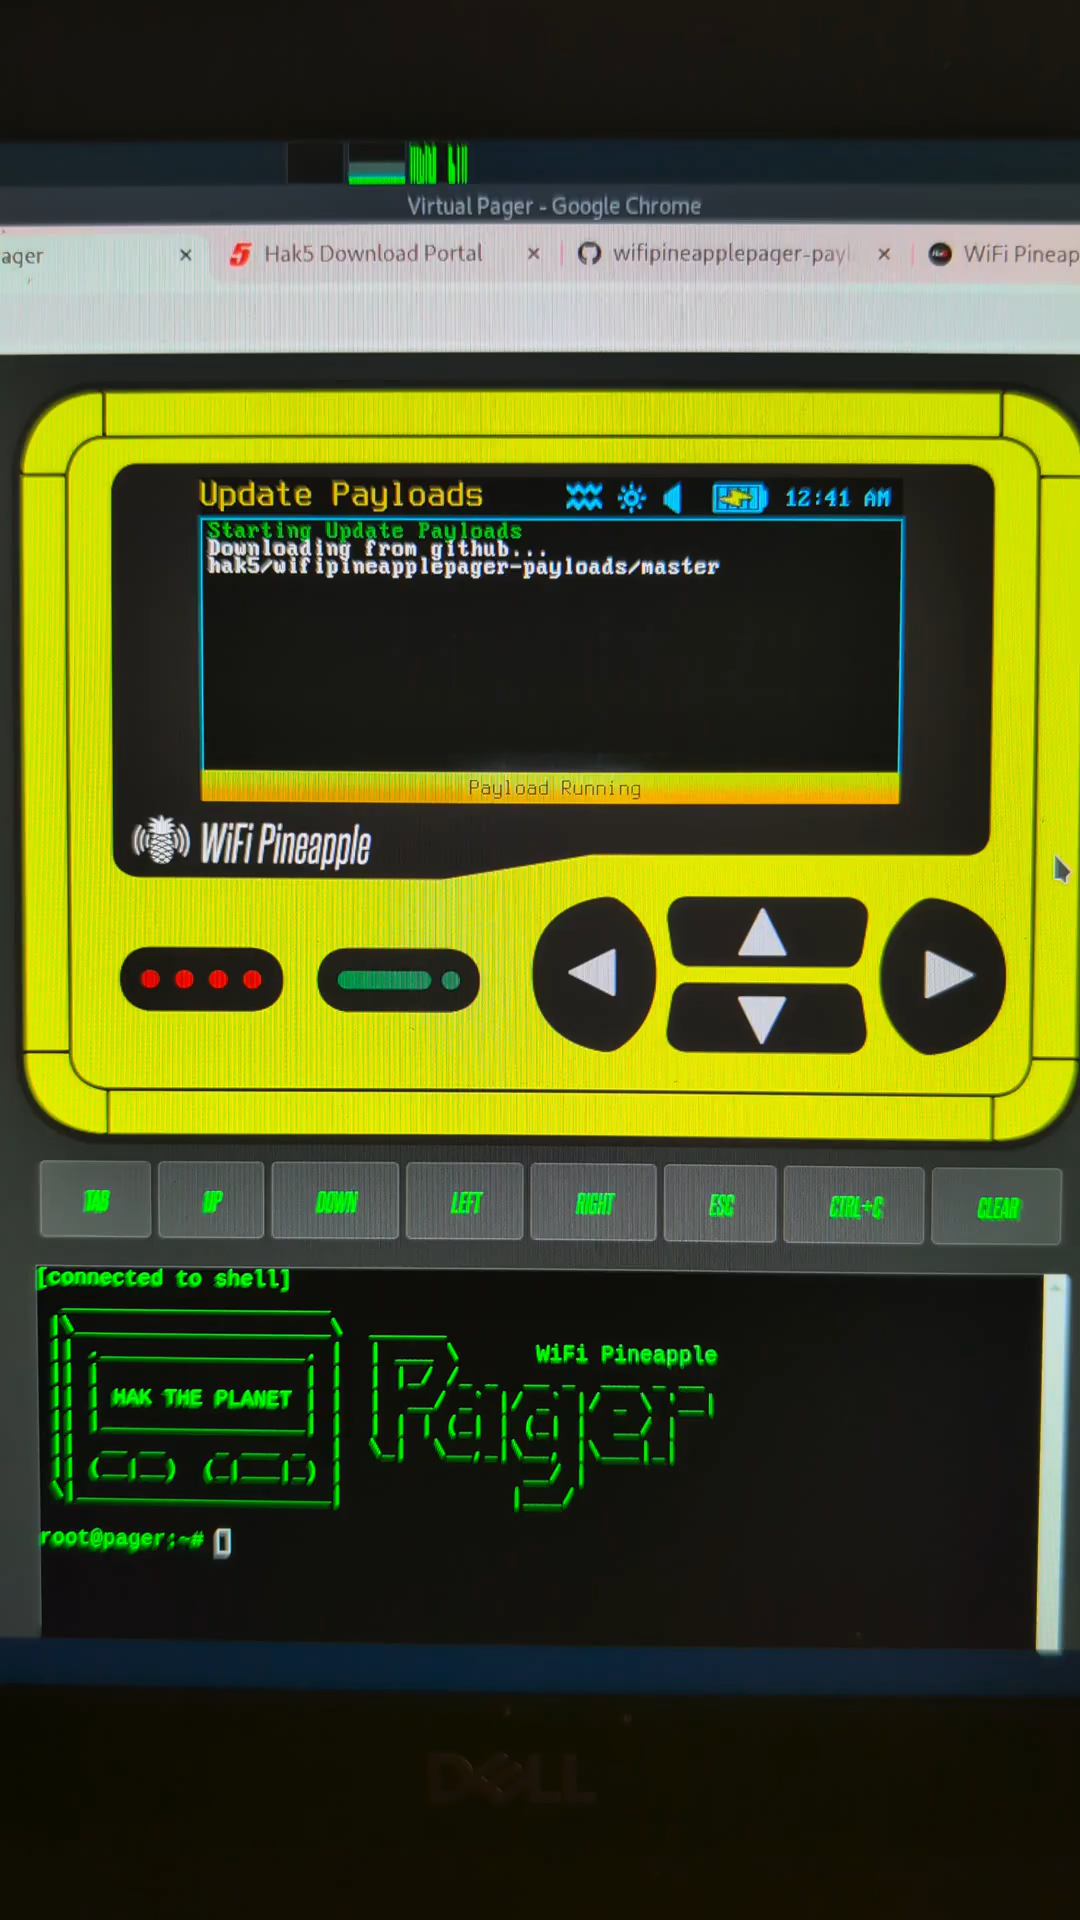 Virtual Pager - Google Chrome
ager
Hak5 Download Portal
wifipineapplepager-payl
WiFi Pineap
Update Payloads
12:41 AM
Starting Update Payloads
Downloading from github...
hak5/wifipineapplepager-payloads/master
Payload Running
WiFi Pineapple
TAB
UP
DOWN
LEFT
RIGHT
ESC
CTRL+C
CLEAR
[connected to shell]
WiFi Pineapple
HAK THE PLANET
Pager
root@pager:~#
DELL